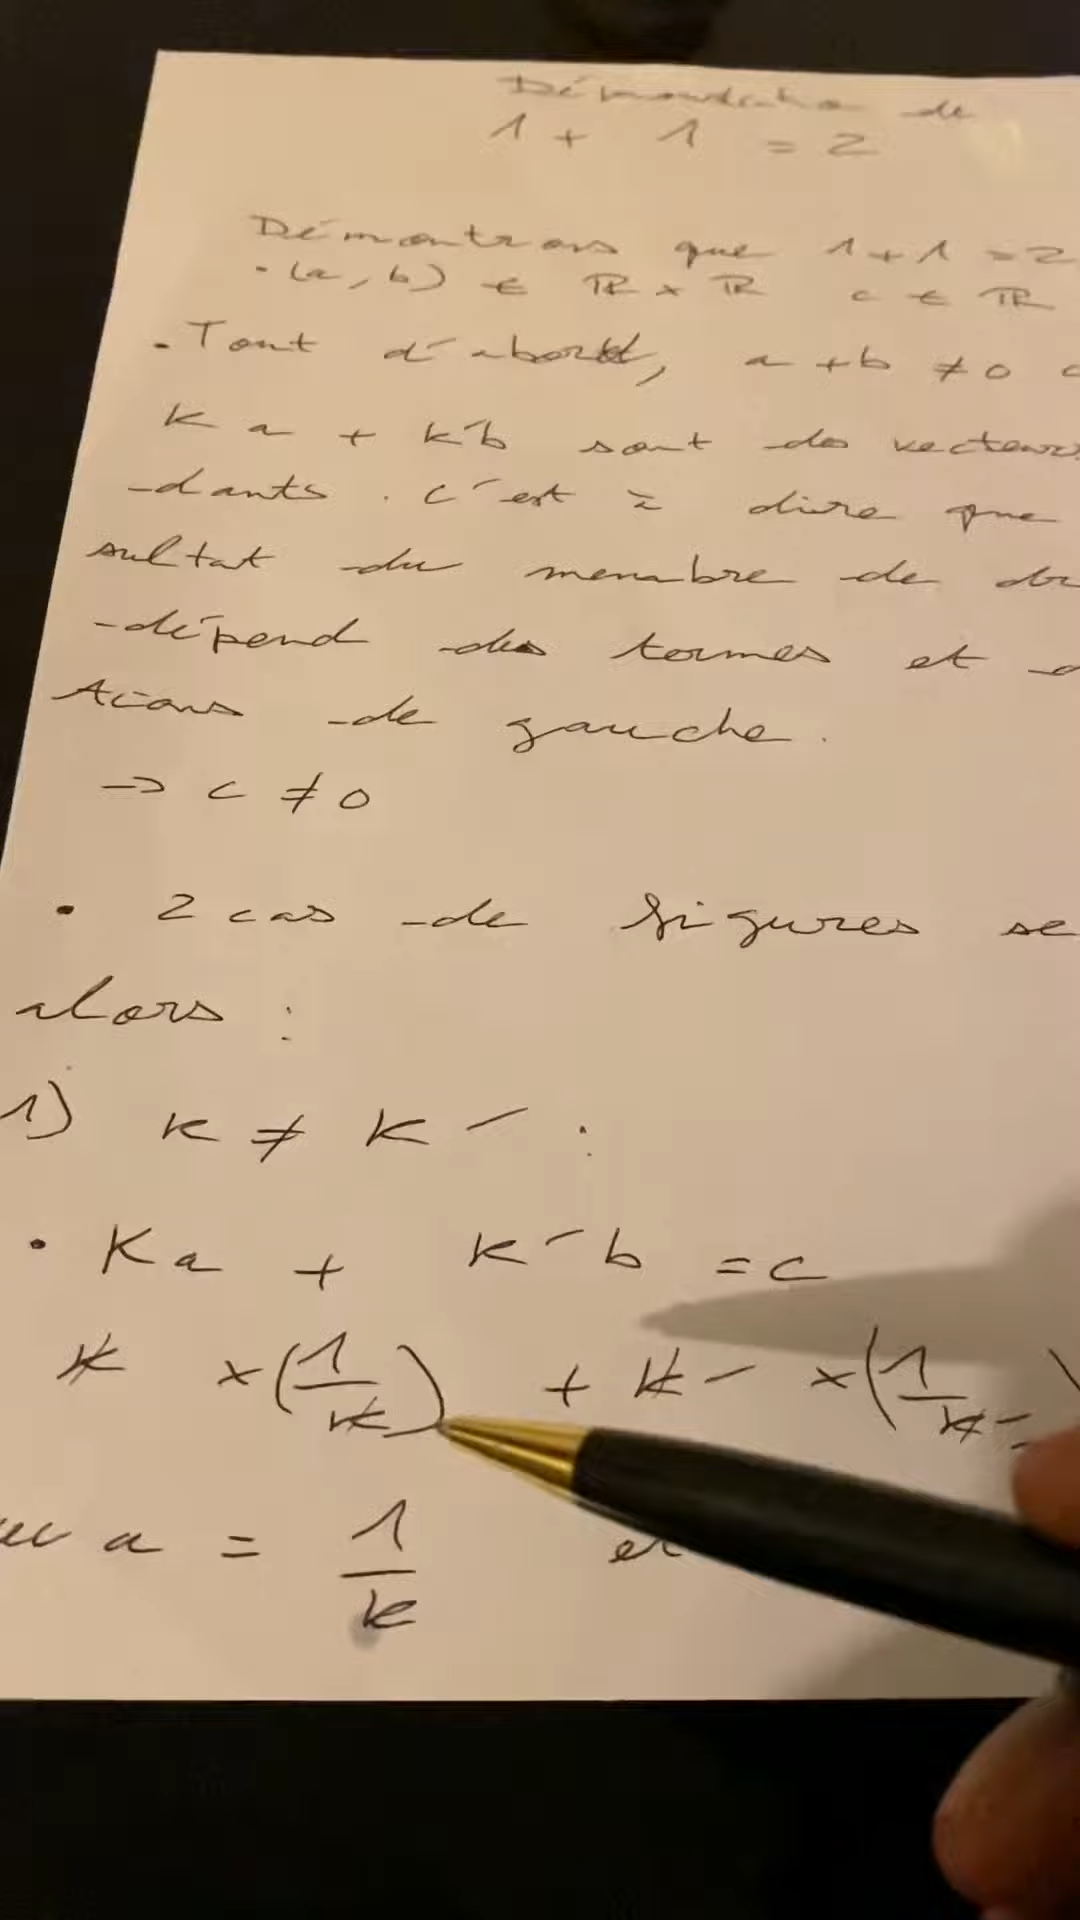 Démonstration de
1 + 1 = 2
Démontrons que 1 + 1 = 2
• (a, b) ∈ ℝ × ℝ c ∈ ℝ
• Tout d'abord, a + b ≠ 0
K a + K'b sont des vecteurs
-dants. C'est à dire que
sultat du membre de
-dépend des termes et
de gauche.
→ c ≠ 0
• 2 cas de figures se
alors :
1) K ≠ K' :
• Ka + K'b = c
K × (1/K) + K' × (1/K'
a = 1/K et